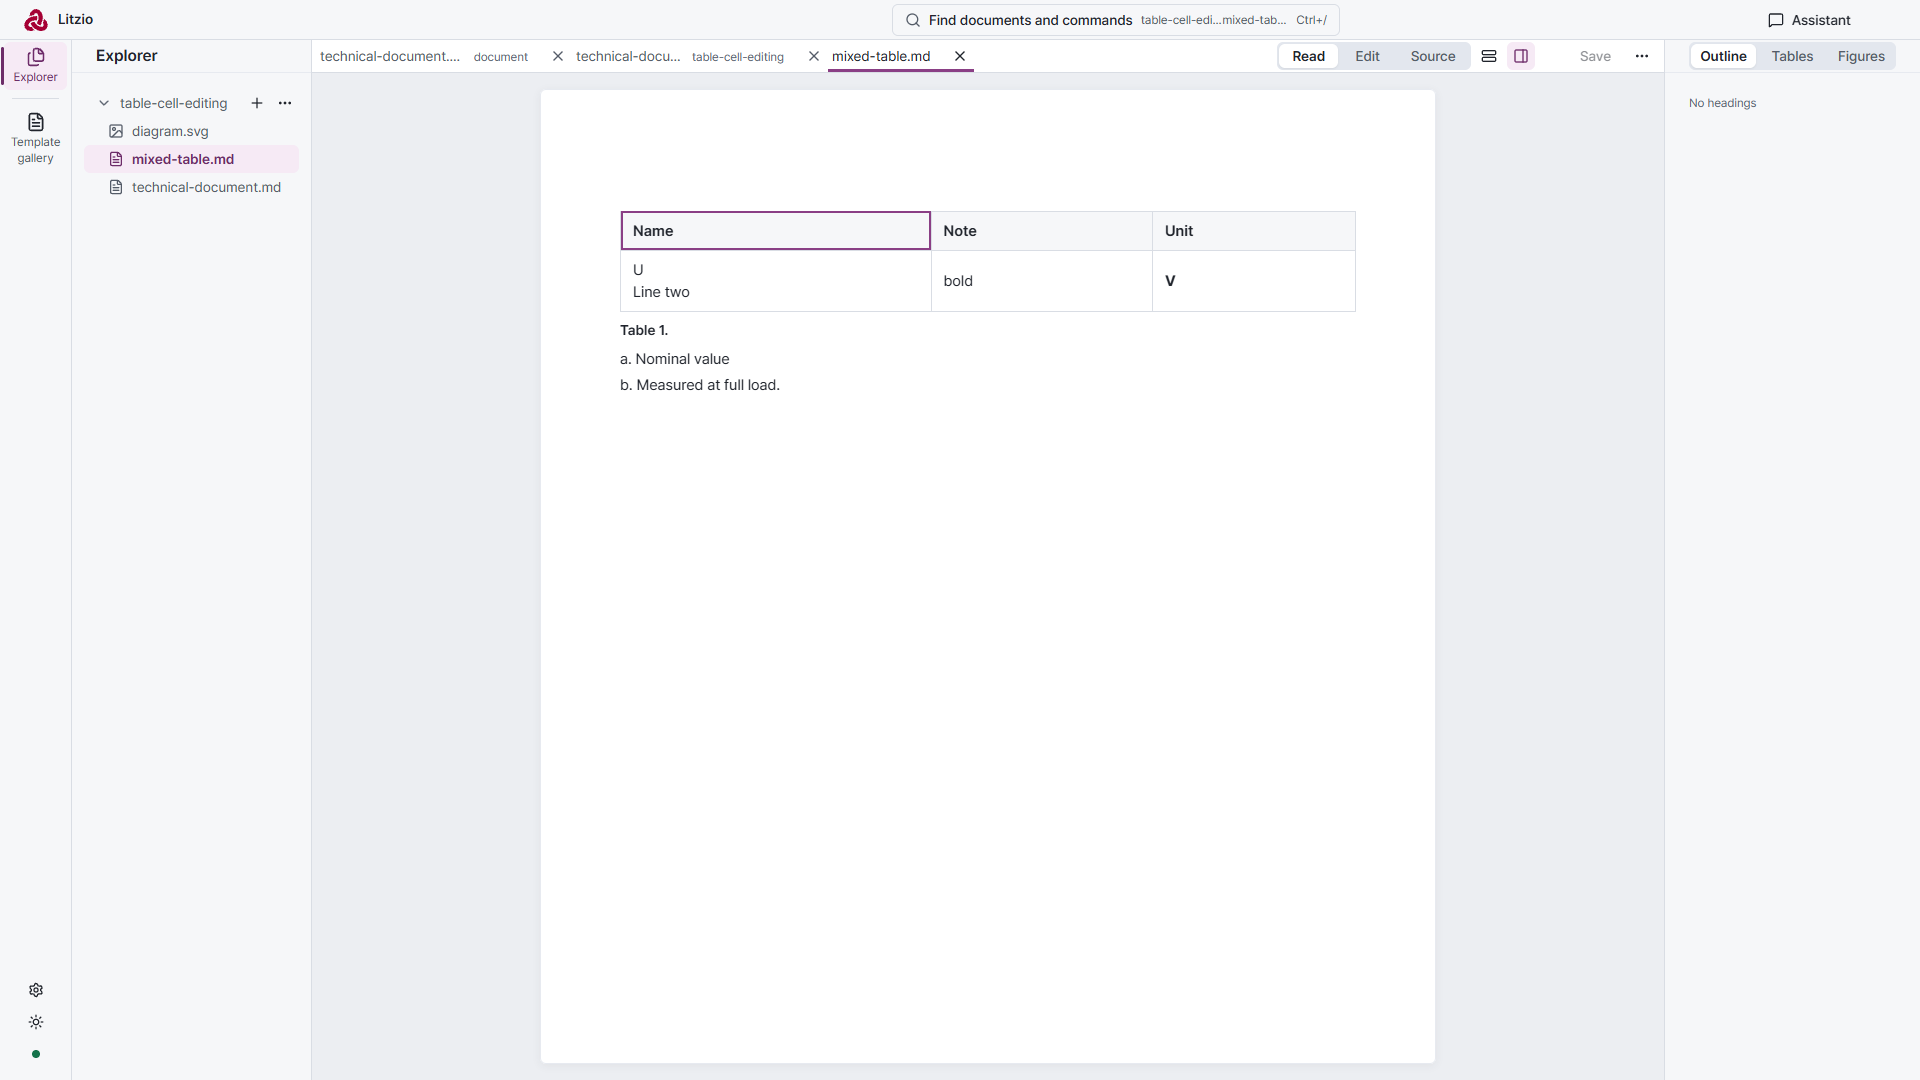 Litzio
Find documents and commands table-cell-edi...mixed-tab... Ctrl+/
Assistant
Explorer
Template
gallery
Explorer
table-cell-editing
diagram.svg
mixed-table.md
technical-document.md
technical-document.... document
technical-docu... table-cell-editing
mixed-table.md
Read Edit Source
Save
Outline Tables Figures
No headings
Name Note Unit
U
Line two
bold
V
Table 1.
a. Nominal value
b. Measured at full load.